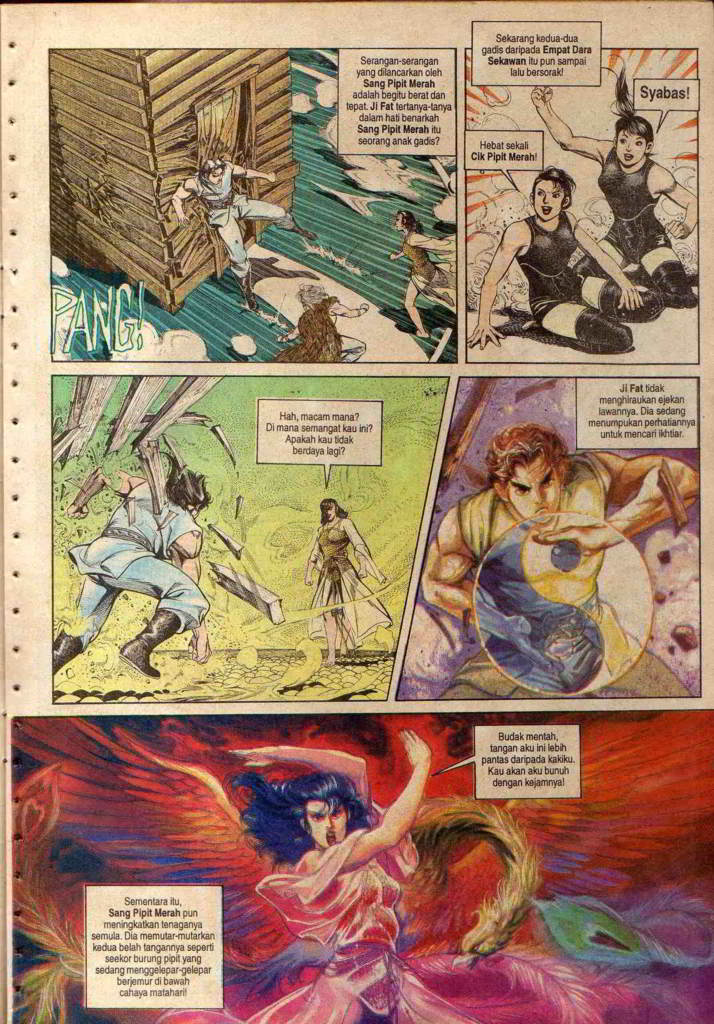 Serangan-serangan
yang dilancarkan oleh
Sang Pipit Merah
adalah begitu berat dan
tepat. Ji Fat tertanya-tanya
dalam hati benarkah
Sang Pipit Merah itu
seorang anak gadis?
PANG!
Sekarang kedua-dua
gadis daripada Empat Dara
Sekawan itu pun sampai
lalu bersorak!
Syabas!
Hebat sekali
Cik Pipit Merah!
Hah, macam mana?
Di mana semangat kau ini?
Apakah kau tidak
berdaya lagi?
Ji Fat tidak
menghiraukan ejekan
lawannya. Dia sedang
menumpukan perhatiannya
untuk mencari ikhtiar.
Budak mentah,
tangan aku ini lebih
pantas daripada kakiku.
Kau akan aku bunuh
dengan kejamnya!
Sementara itu,
Sang Pipit Merah pun
meningkatkan tenaganya
semula. Dia memutar-mutarkan
kedua belah tangannya seperti
seekor burung pipit yang
sedang menggelepar-gelepar
berjemur di bawah
cahaya matahari!